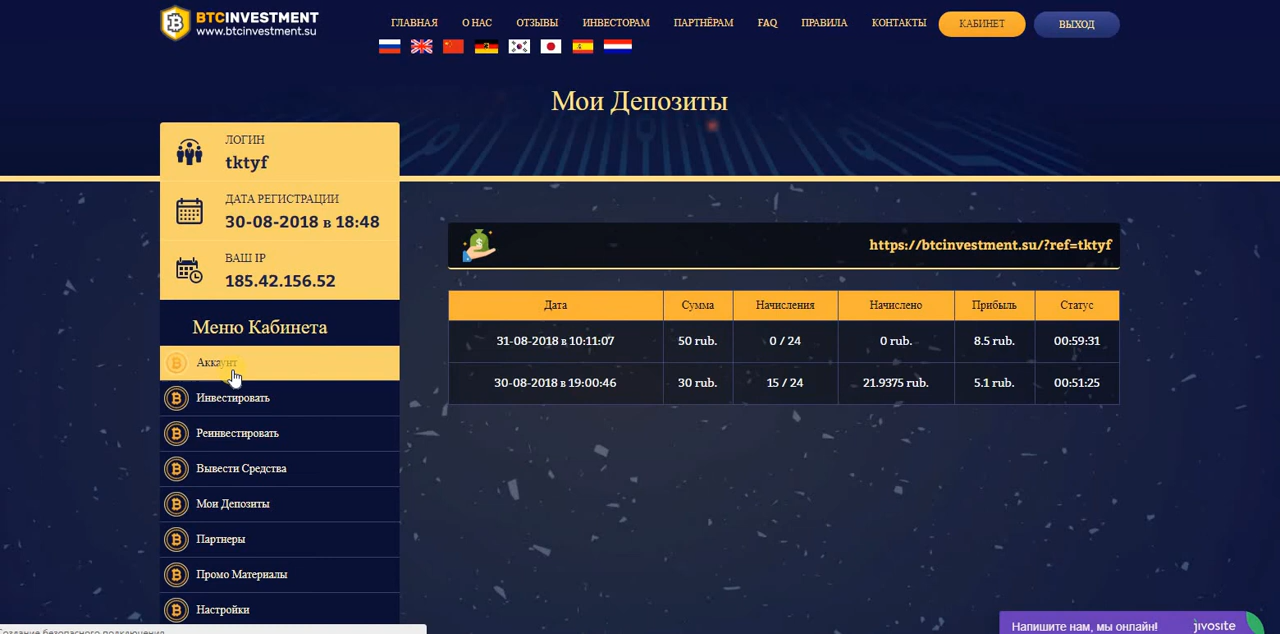 BTCINVESTMENT
www.btcinvestment.su
ГЛАВНАЯ О НАС ОТЗЫВЫ ИНВЕСТОРАМ ПАРТНЁРАМ FAQ ПРАВИЛА КОНТАКТЫ КАБИНЕТ ВЫХОД
Мои Депозиты
ЛОГИН
tktyf
ДАТА РЕГИСТРАЦИИ
30-08-2018 в 18:48
ВАШ IP
185.42.156.52
Меню Кабинета
Аккаунт
Инвестировать
Реинвестировать
Вывести Средства
Мои Депозиты
Партнеры
Промо Материалы
Настройки
https://btcinvestment.su/?ref=tktyf
Дата Сумма Начисления Начислено Прибыль Статус
31-08-2018 в 10:11:07 50 rub. 0 / 24 0 rub. 8.5 rub. 00:59:31
30-08-2018 в 19:00:46 30 rub. 15 / 24 21.9375 rub. 5.1 rub. 00:51:25
Создание безопасного подключения
Напишите нам, мы онлайн! jivosite